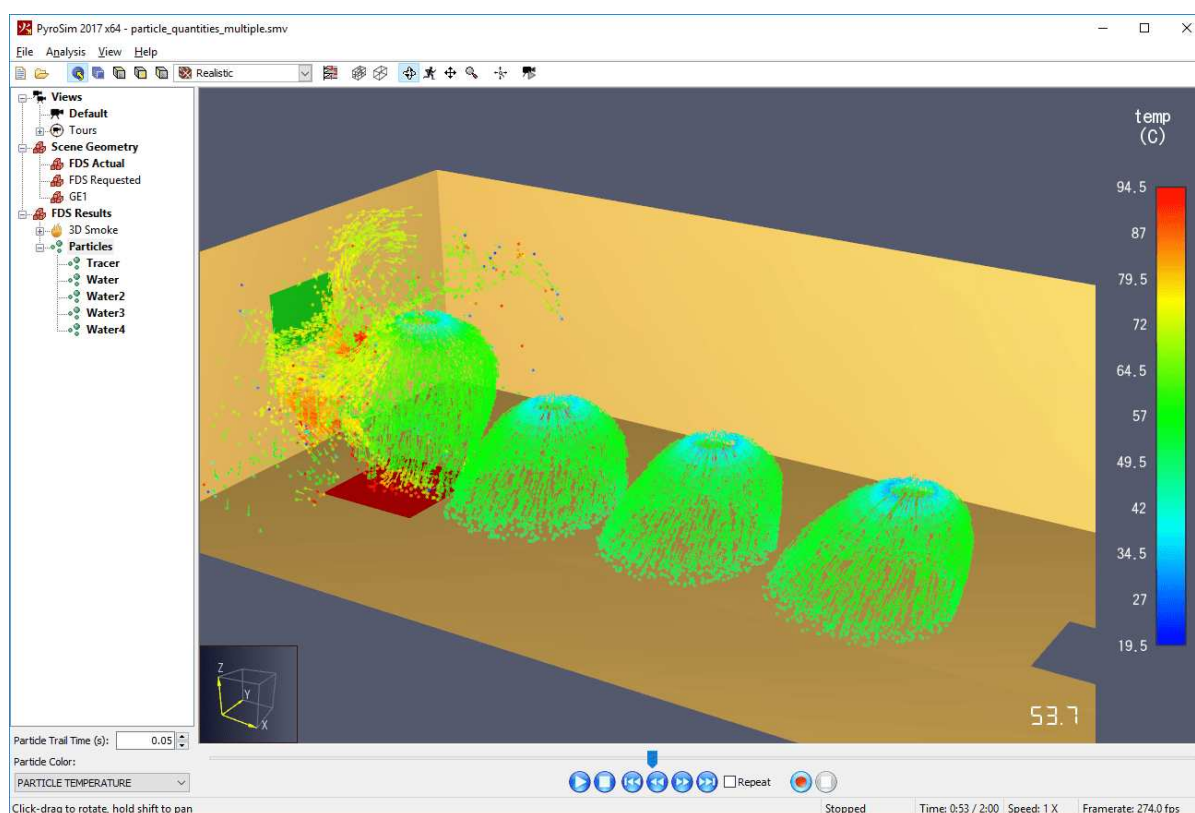 PyroSim 2017 x64 - particle_quantities_multiple.smv
File Analysis View Help
Realistic
Views
Default
Tours
Scene Geometry
FDS Actual
FDS Requested
GE1
FDS Results
3D Smoke
Particles
Tracer
Water
Water2
Water3
Water4
temp
(C)
94.5
87
79.5
72
64.5
57
49.5
42
34.5
27
19.5
53.7
Z
Y
X
Particle Trail Time (s): 0.05
Particle Color:
PARTICLE TEMPERATURE
Repeat
Click-drag to rotate, hold shift to pan
Stopped Time: 0:53 / 2:00 Speed: 1 X Framerate: 274.0 fps